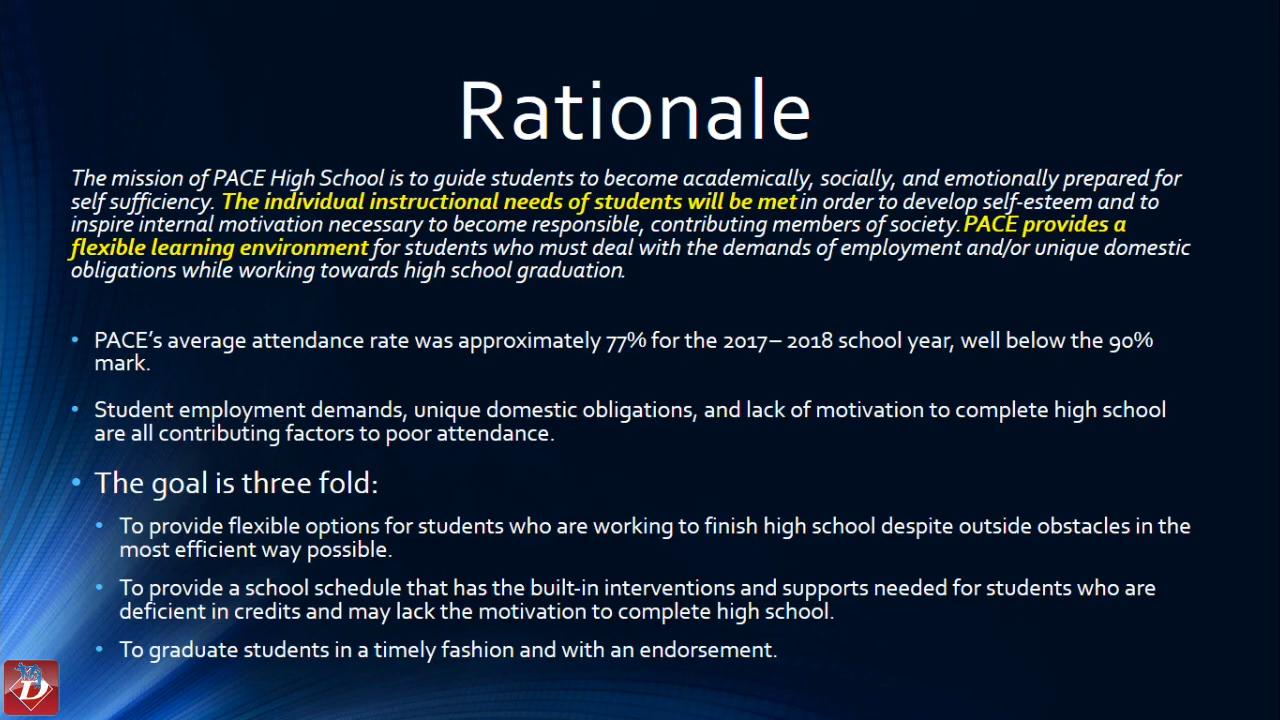 Rationale
The mission of PACE High School is to guide students to become academically, socially, and emotionally prepared for
self sufficiency. The individual instructional needs of students will be met in order to develop self-esteem and to
inspire internal motivation necessary to become responsible, contributing members of society. PACE provides a
flexible learning environment for students who must deal with the demands of employment and/or unique domestic
obligations while working towards high school graduation.
• PACE’s average attendance rate was approximately 77% for the 2017 – 2018 school year, well below the 90%
mark.
• Student employment demands, unique domestic obligations, and lack of motivation to complete high school
are all contributing factors to poor attendance.
• The goal is three fold:
• To provide flexible options for students who are working to finish high school despite outside obstacles in the
most efficient way possible.
• To provide a school schedule that has the built-in interventions and supports needed for students who are
deficient in credits and may lack the motivation to complete high school.
• To graduate students in a timely fashion and with an endorsement.
D